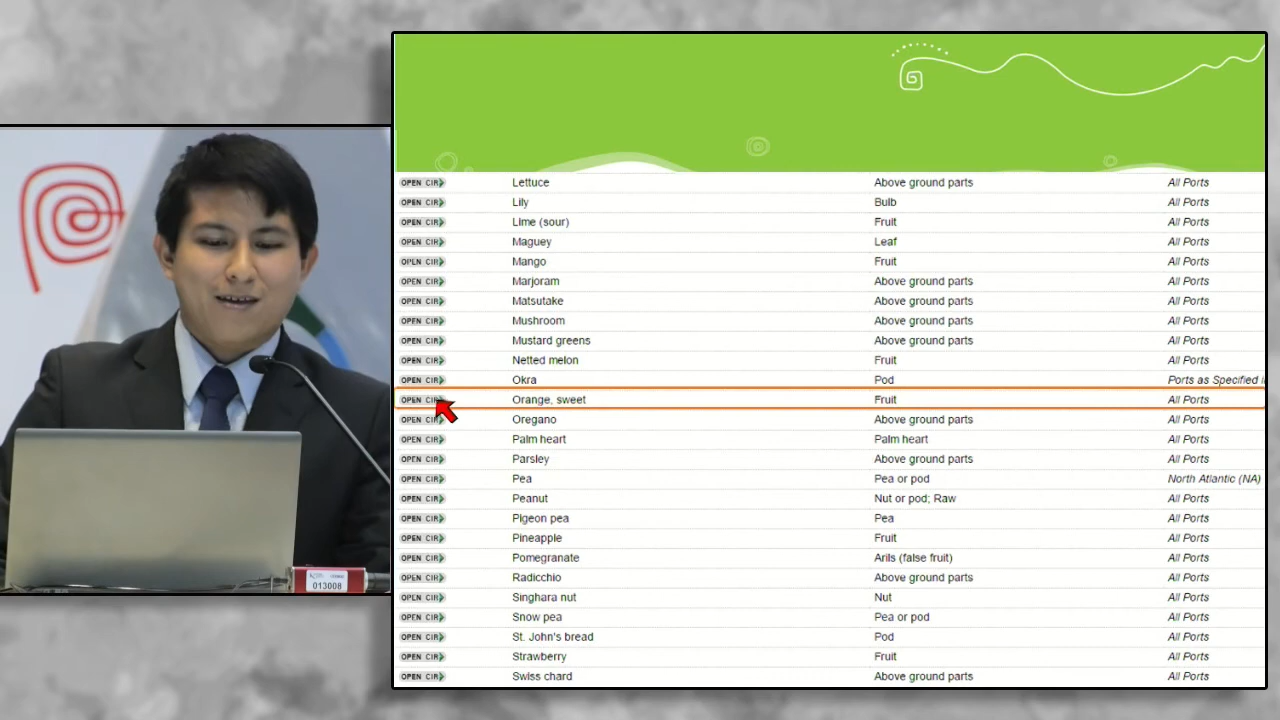 OPEN CIR Lettuce Above ground parts All Ports
OPEN CIR Lily Bulb All Ports
OPEN CIR Lime (sour) Fruit All Ports
OPEN CIR Maguey Leaf All Ports
OPEN CIR Mango Fruit All Ports
OPEN CIR Marjoram Above ground parts All Ports
OPEN CIR Matsutake Above ground parts All Ports
OPEN CIR Mushroom Above ground parts All Ports
OPEN CIR Mustard greens Above ground parts All Ports
OPEN CIR Netted melon Fruit All Ports
OPEN CIR Okra Pod Ports as Specified
OPEN CIR Orange, sweet Fruit All Ports
OPEN CIR Oregano Above ground parts All Ports
OPEN CIR Palm heart Palm heart All Ports
OPEN CIR Parsley Above ground parts All Ports
OPEN CIR Pea Pea or pod North Atlantic (NA)
OPEN CIR Peanut Nut or pod; Raw All Ports
OPEN CIR Pigeon pea Pea All Ports
OPEN CIR Pineapple Fruit All Ports
OPEN CIR Pomegranate Arils (false fruit) All Ports
OPEN CIR Radicchio Above ground parts All Ports
OPEN CIR Singhara nut Nut All Ports
OPEN CIR Snow pea Pea or pod All Ports
OPEN CIR St. John's bread Pod All Ports
OPEN CIR Strawberry Fruit All Ports
OPEN CIR Swiss chard Above ground parts All Ports
013008